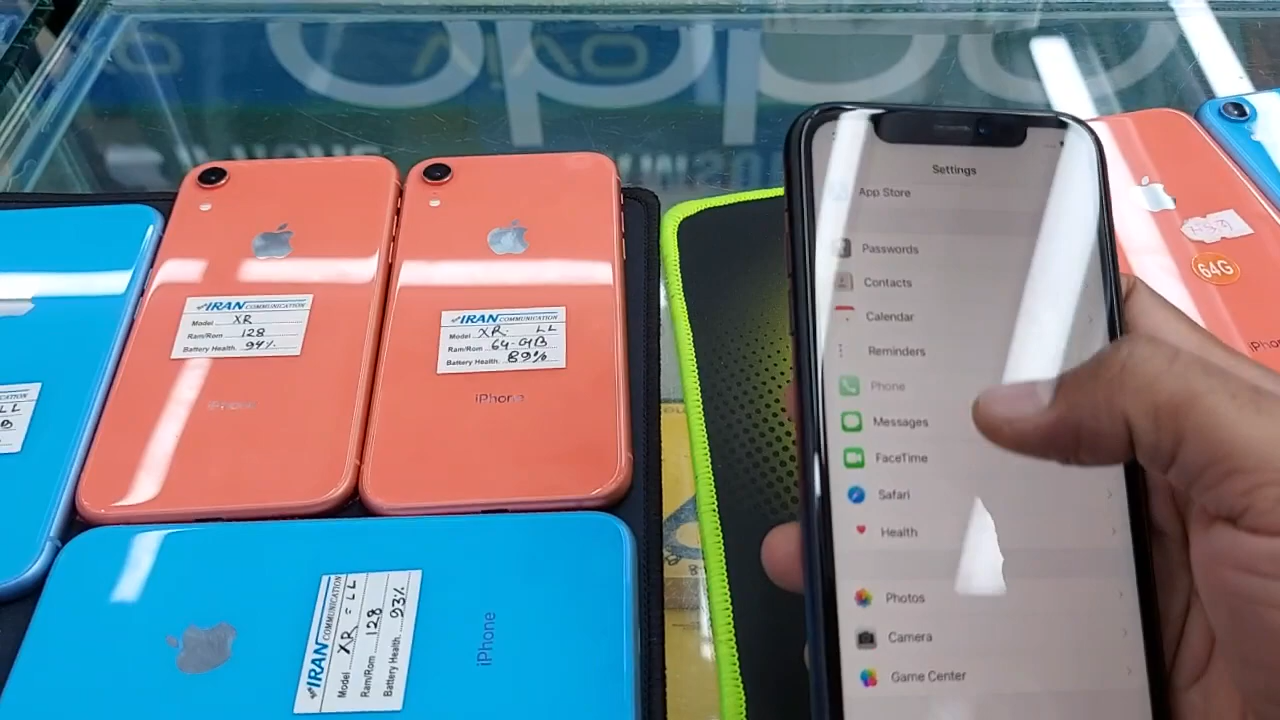 oppo
vivo
Settings
App Store
Passwords
Contacts
Calendar
Reminders
Phone
Messages
FaceTime
Safari
Health
Photos
Camera
Game Center
IRAN COMMUNICATION
Model XR
Ram/Rom 128
Battery Health 94%
iPhone
IRAN COMMUNICATION
Model XR. LL
Ram/Rom 64-GB
Battery Health 89%
iPhone
IRAN COMMUNICATION
Model XR = LL
Ram/Rom 128
Battery Health 93%
iPhone
LL
64G